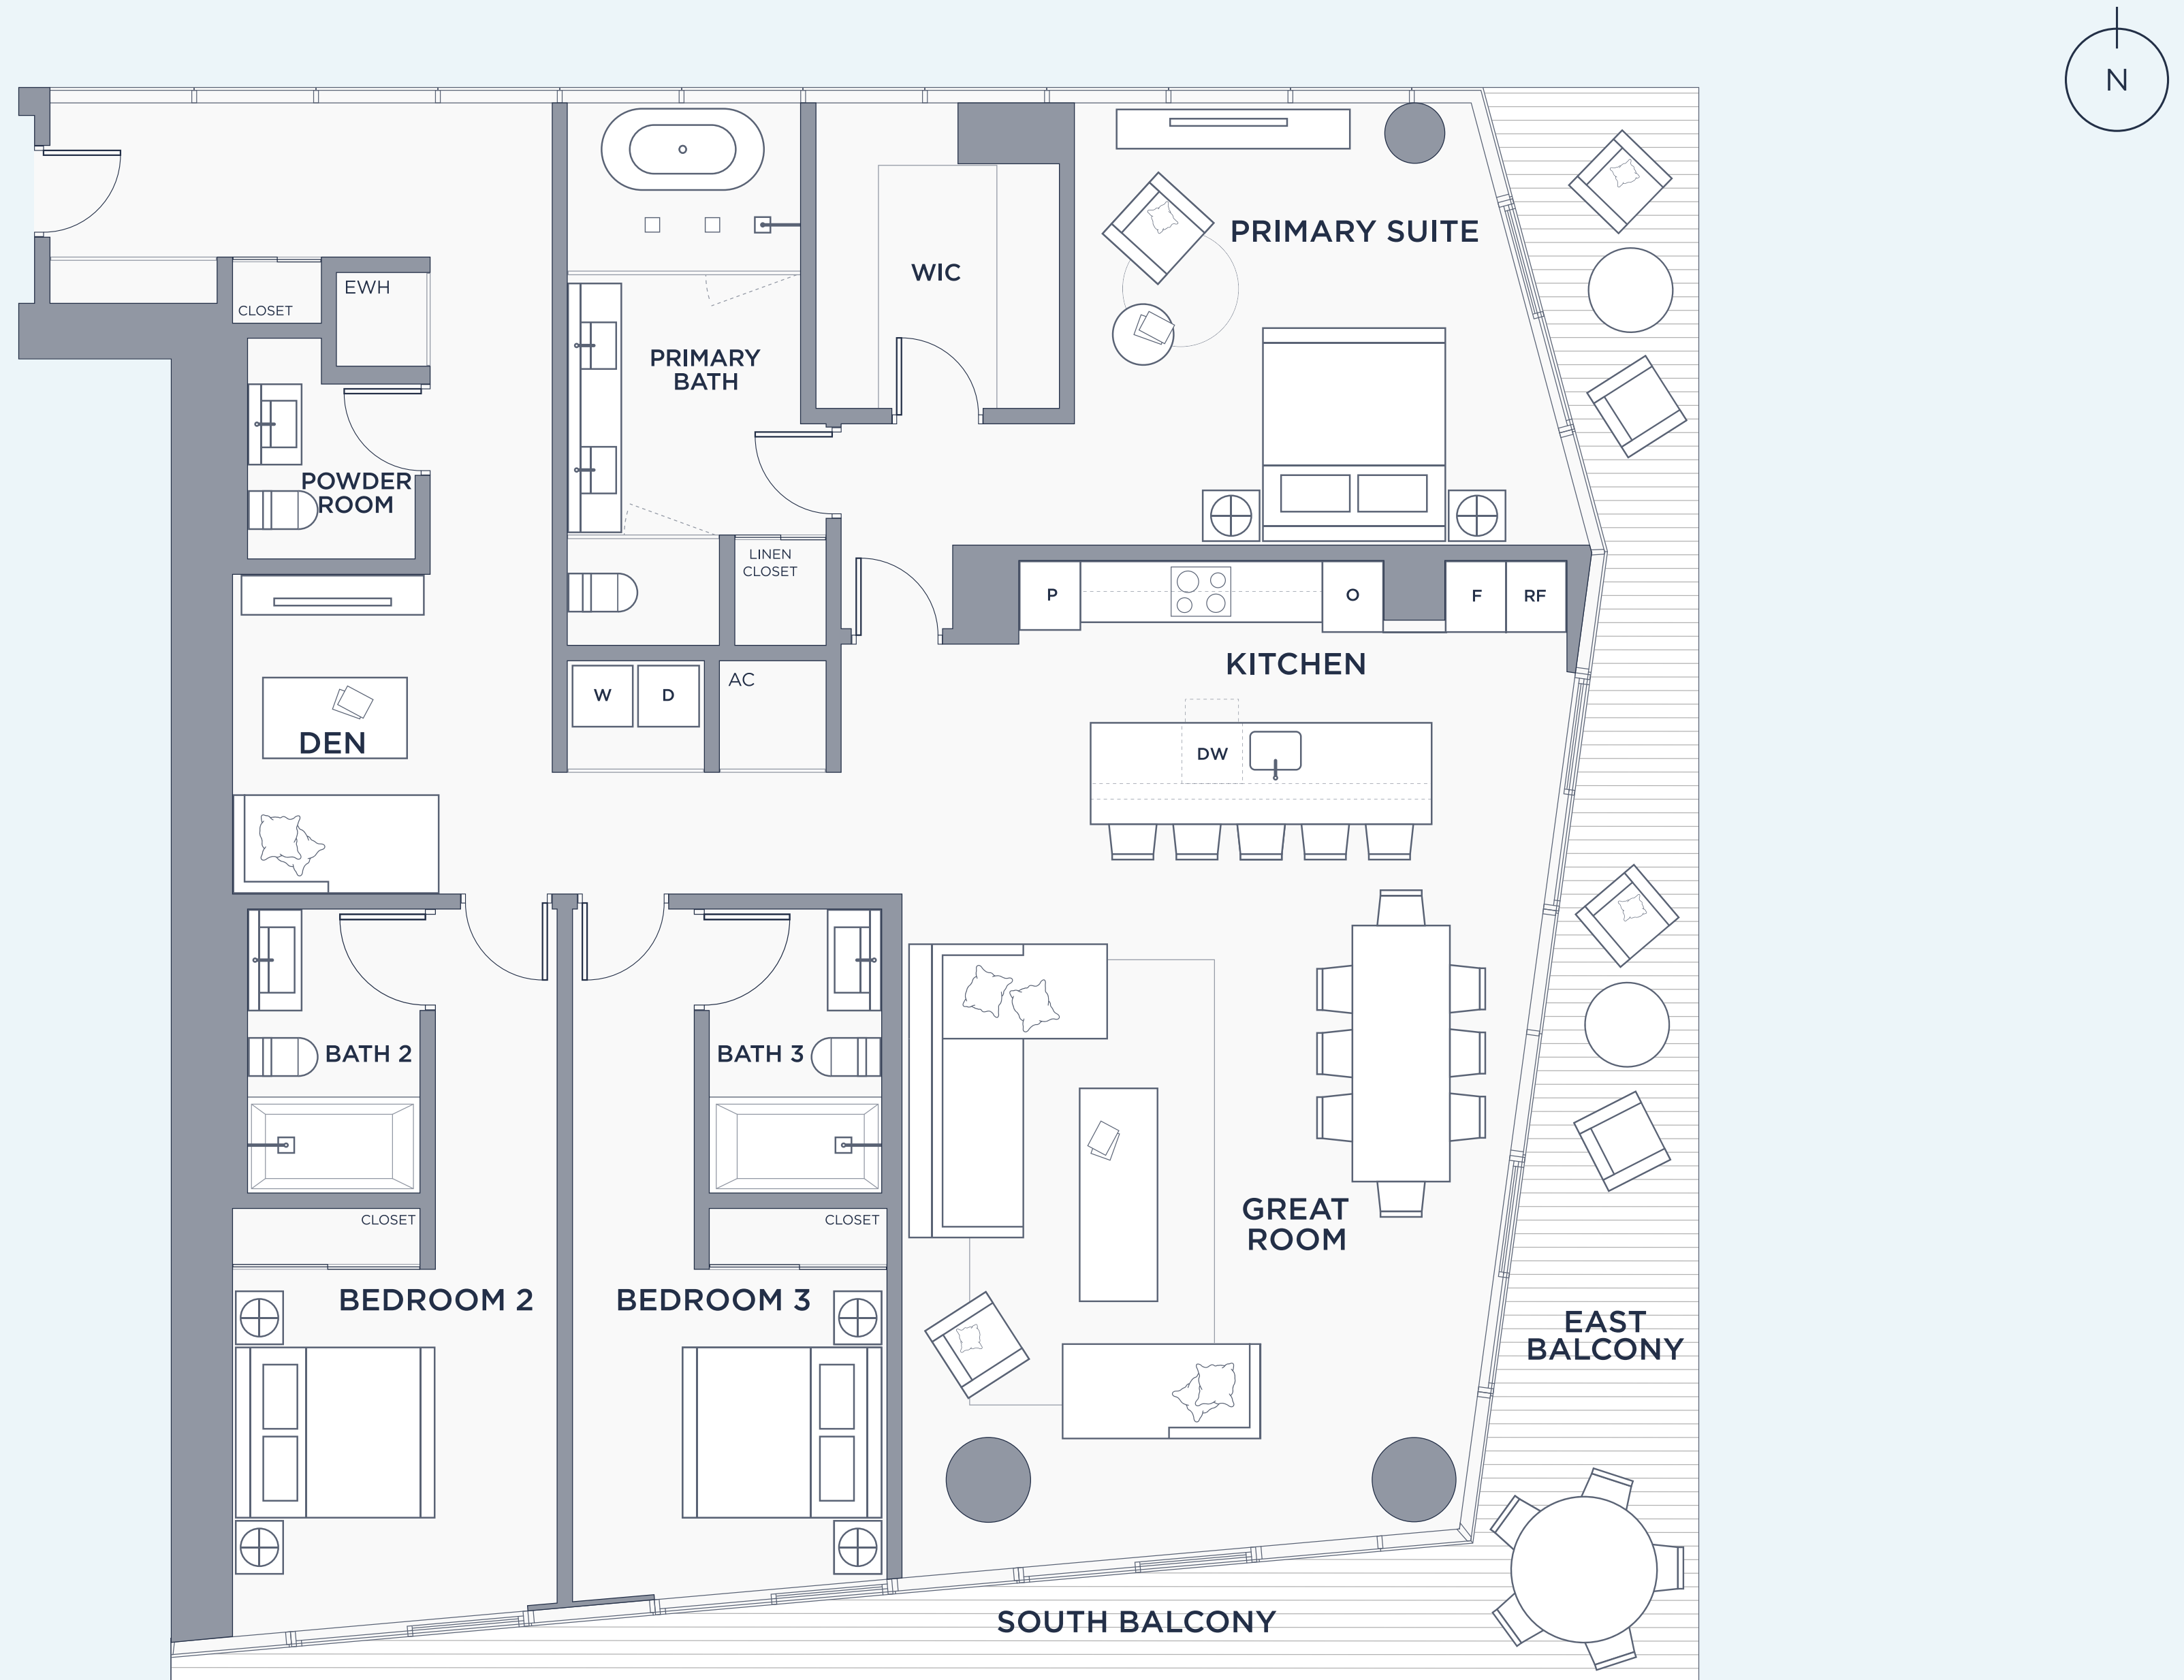 N
PRIMARY SUITE
WIC
EWH
CLOSET
PRIMARY
BATH
POWDER
ROOM
LINEN
CLOSET
P
O
F
RF
KITCHEN
W
D
AC
DEN
DW
BATH 2
BATH 3
GREAT
ROOM
CLOSET
CLOSET
BEDROOM 2
BEDROOM 3
EAST
BALCONY
SOUTH BALCONY